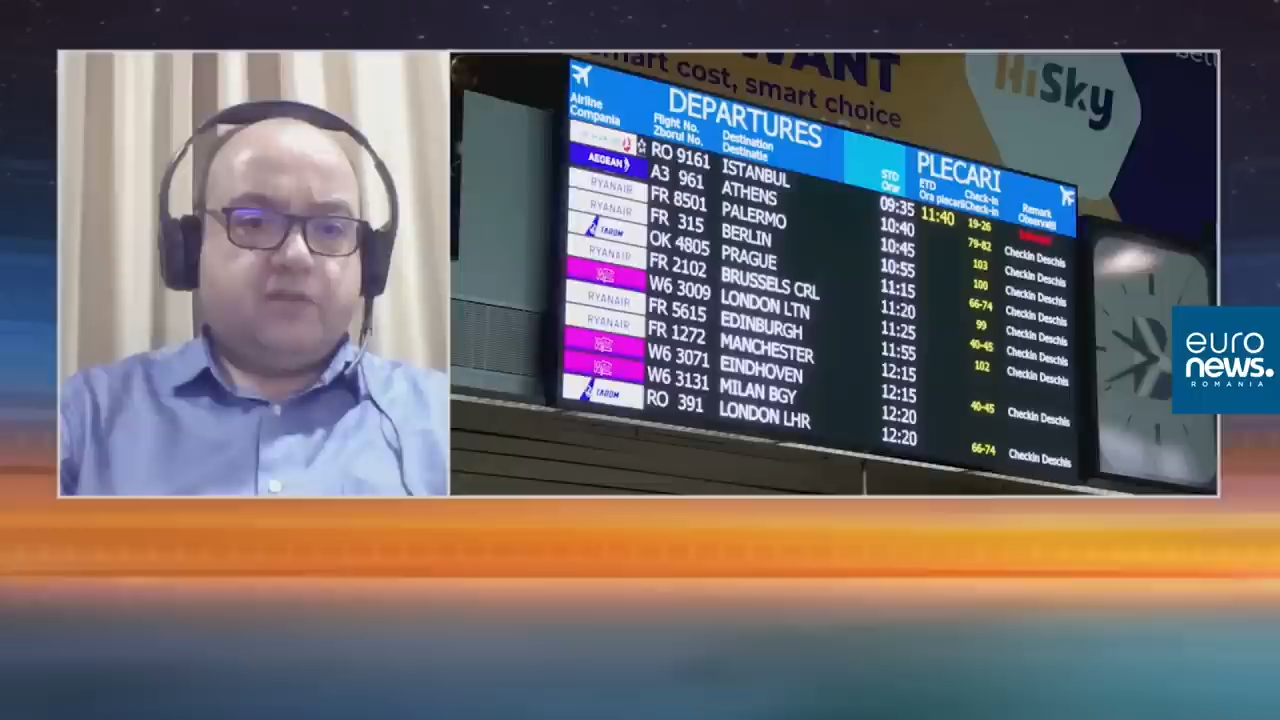 WANT
smart cost, smart choice
HiSky
bell
DEPARTURES
PLECARI
Airline
Compania
Flight No.
Zborul No.
Destination
Destinatie
STD
Orar
ETD
Ora plecarii
Check-in
Check-in
Remark
Observatii
RO 9161 ISTANBUL 09:35 11:40 19-26
AEGEAN A3 961 ATHENS 10:40 79-82 Checkin Deschis
RYANAIR FR 8501 PALERMO 10:45 103 Checkin Deschis
RYANAIR FR 315 BERLIN 10:55 100 Checkin Deschis
TAROM OK 4805 PRAGUE 11:15 66-74 Checkin Deschis
RYANAIR FR 2102 BRUSSELS CRL 11:20 99 Checkin Deschis
W6 3009 LONDON LTN 11:25 40-45 Checkin Deschis
RYANAIR FR 5615 EDINBURGH 11:55 102 Checkin Deschis
RYANAIR FR 1272 MANCHESTER 12:15
W6 3071 EINDHOVEN 12:15 40-45 Checkin Deschis
W6 3131 MILAN BGY 12:20
TAROM RO 391 LONDON LHR 12:20 66-74 Checkin Deschis
euro
news.
ROMANIA